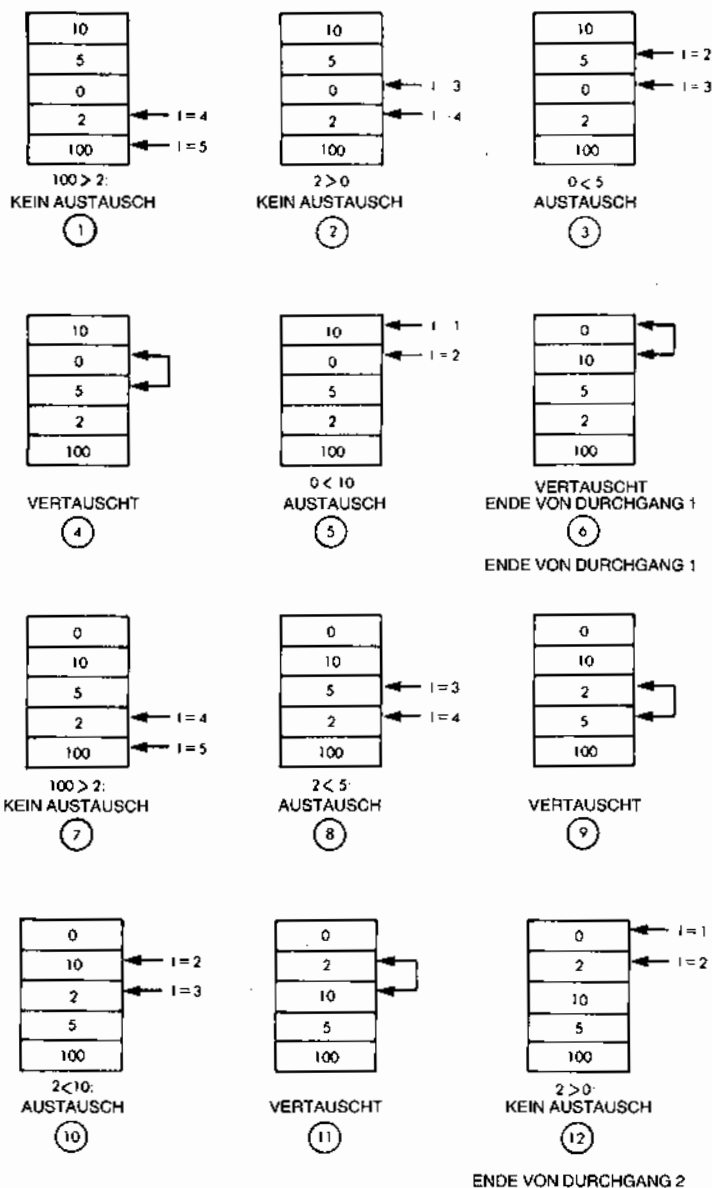 10
5
0
2
100
I = 4
I = 5
100 > 2:
KEIN AUSTAUSCH
1
10
5
0
2
100
I 3
I 4
2 > 0
KEIN AUSTAUSCH
2
10
5
0
2
100
I = 2
I = 3
0 < 5
AUSTAUSCH
3
10
0
5
2
100
VERTAUSCHT
4
10
0
5
2
100
I 1
I = 2
0 < 10
AUSTAUSCH
5
0
10
5
2
100
VERTAUSCHT
ENDE VON DURCHGANG 1
6
ENDE VON DURCHGANG 1
0
10
5
2
100
I = 4
I = 5
100 > 2:
KEIN AUSTAUSCH
7
0
10
5
2
100
I = 3
I = 4
2 < 5:
AUSTAUSCH
8
0
10
2
5
100
VERTAUSCHT
9
0
10
2
5
100
I = 2
I = 3
2<10:
AUSTAUSCH
10
0
2
10
5
100
VERTAUSCHT
11
0
2
10
5
100
I = 1
I = 2
2 > 0:
KEIN AUSTAUSCH
12
ENDE VON DURCHGANG 2